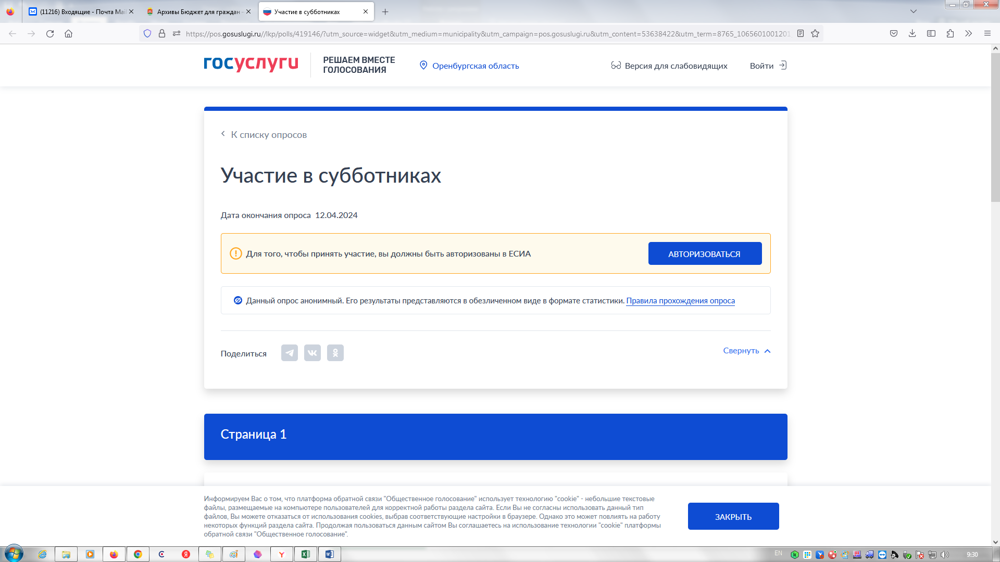 (11216) Входящие - Почта Mai
Архивы Бюджет для граждан -
Участие в субботниках
https://pos.gosuslugi.ru//lkp/polls/419146/?utm_source=widget&utm_medium=municipality&utm_campaign=pos.gosuslugi.ru&utm_content=53638422&utm_term=8765_1065601001201
госуслуги
РЕШАЕМ ВМЕСТЕ
ГОЛОСОВАНИЯ
Оренбургская область
Версия для слабовидящих
Войти
К списку опросов
Участие в субботниках
Дата окончания опроса 12.04.2024
Для того, чтобы принять участие, вы должны быть авторизованы в ЕСИА
АВТОРИЗОВАТЬСЯ
Данный опрос анонимный. Его результаты представляются в обезличенном виде в формате статистики. Правила прохождения опроса
Поделиться
Свернуть
Страница 1
Информируем Вас о том, что платформа обратной связи "Общественное голосование" использует технологию "cookie" - небольшие текстовые
файлы, размещаемые на компьютере пользователей для корректной работы раздела сайта. Если Вы не согласны использовать данный тип
файлов, Вы можете отказаться от использования cookies, выбрав соответствующие настройки в браузере. Однако это может повлиять на работу
некоторых функций раздела сайта. Продолжая пользоваться данным сайтом Вы соглашаетесь на использование технологии "cookie" платформы
обратной связи "Общественное голосование".
ЗАКРЫТЬ
EN
9:30